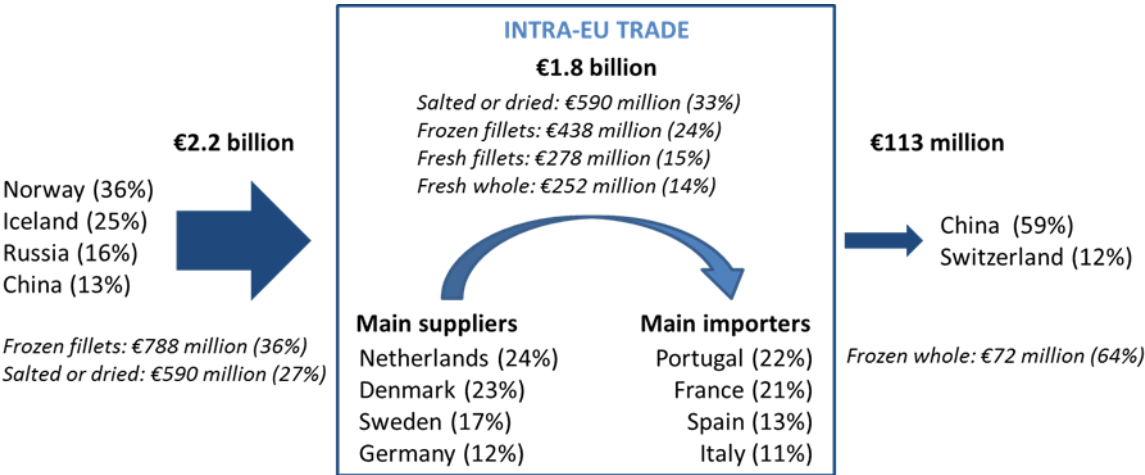 €2.2 billion
Norway (36%)
Iceland (25%)
Russia (16%)
China (13%)
Frozen fillets: €788 million (36%)
Salted or dried: €590 million (27%)
INTRA-EU TRADE
€1.8 billion
Salted or dried: €590 million (33%)
Frozen fillets: €438 million (24%)
Fresh fillets: €278 million (15%)
Fresh whole: €252 million (14%)
Main suppliers
Netherlands (24%)
Denmark (23%)
Sweden (17%)
Germany (12%)
Main importers
Portugal (22%)
France (21%)
Spain (13%)
Italy (11%)
€113 million
China (59%)
Switzerland (12%)
Frozen whole: €72 million (64%)